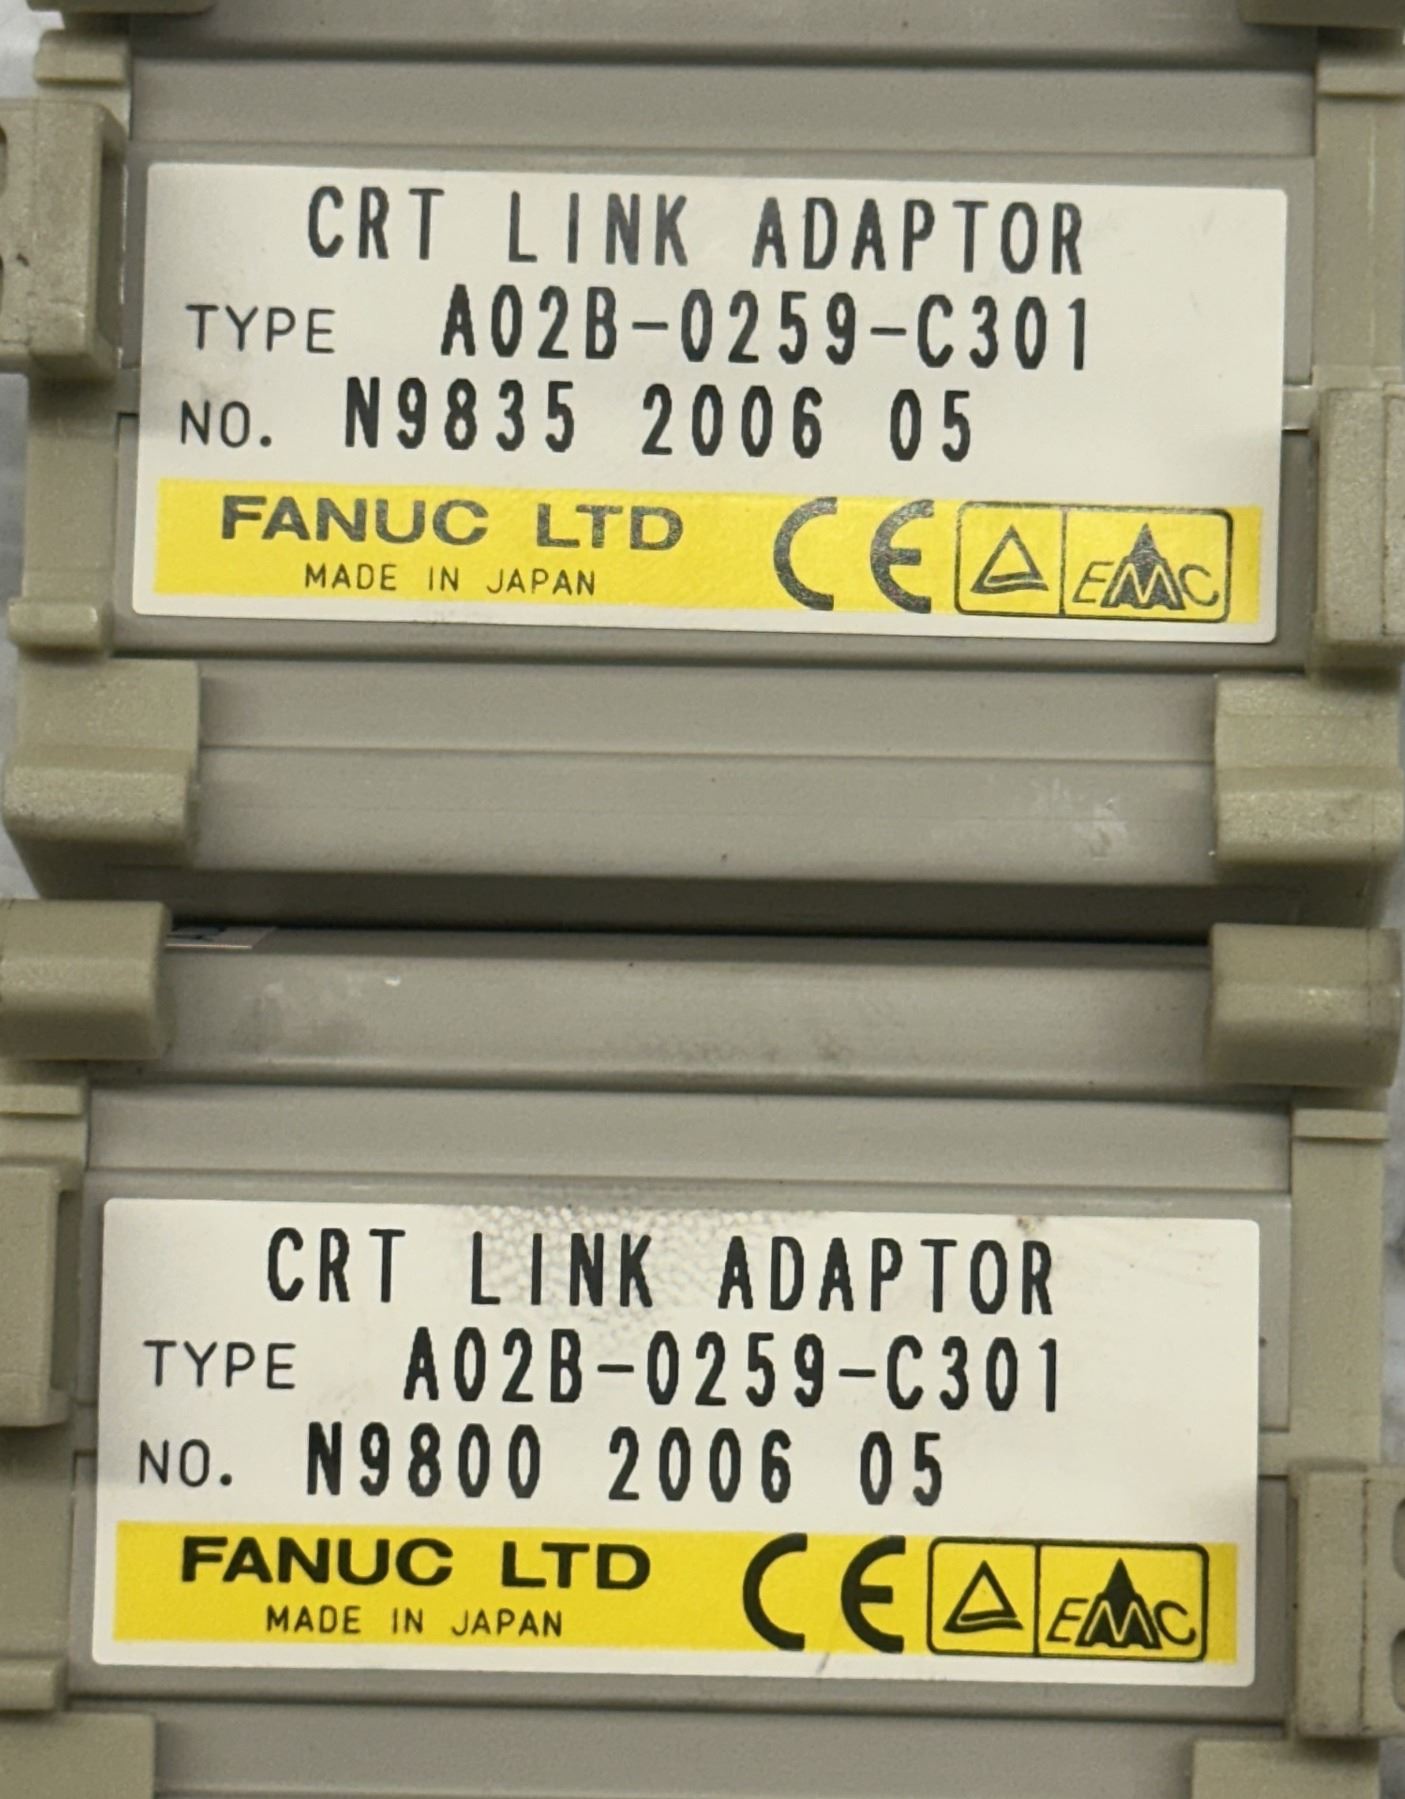 CRT LINK ADAPTOR
TYPE A02B-0259-C301
NO. N9835 2006 05
FANUC LTD
MADE IN JAPAN
CE
EMC
CRT LINK ADAPTOR
TYPE A02B-0259-C301
NO. N9800 2006 05
FANUC LTD
MADE IN JAPAN
CE
EMC